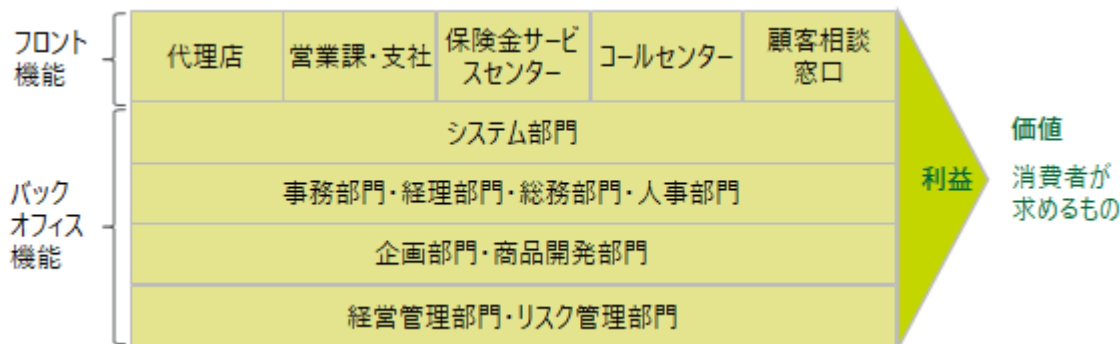 フロント
機能
代理店
営業課・支社
保険金サービ
スセンター
コールセンター
顧客相談
窓口
バック
オフィス
機能
システム部門
事務部門・経理部門・総務部門・人事部門
企画部門・商品開発部門
経営管理部門・リスク管理部門
利益
価値
消費者が
求めるもの